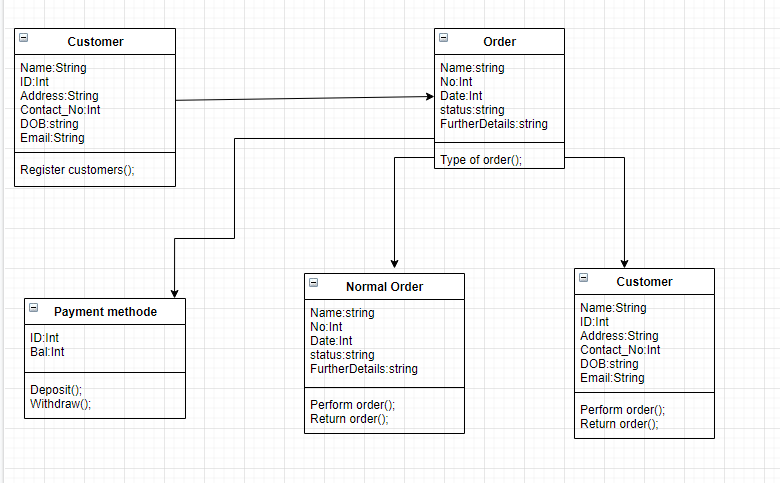 Customer
Name:String
ID:Int
Address:String
Contact_No:Int
DOB:string
Email:String
Register customers();
Order
Name:string
No:Int
Date:Int
status:string
FurtherDetails:string
Type of order();
Payment methode
ID:Int
Bal:Int
Deposit();
Withdraw();
Normal Order
Name:string
No:Int
Date:Int
status:string
FurtherDetails:string
Perform order();
Return order();
Customer
Name:String
ID:Int
Address:String
Contact_No:Int
DOB:string
Email:String
Perform order();
Return order();